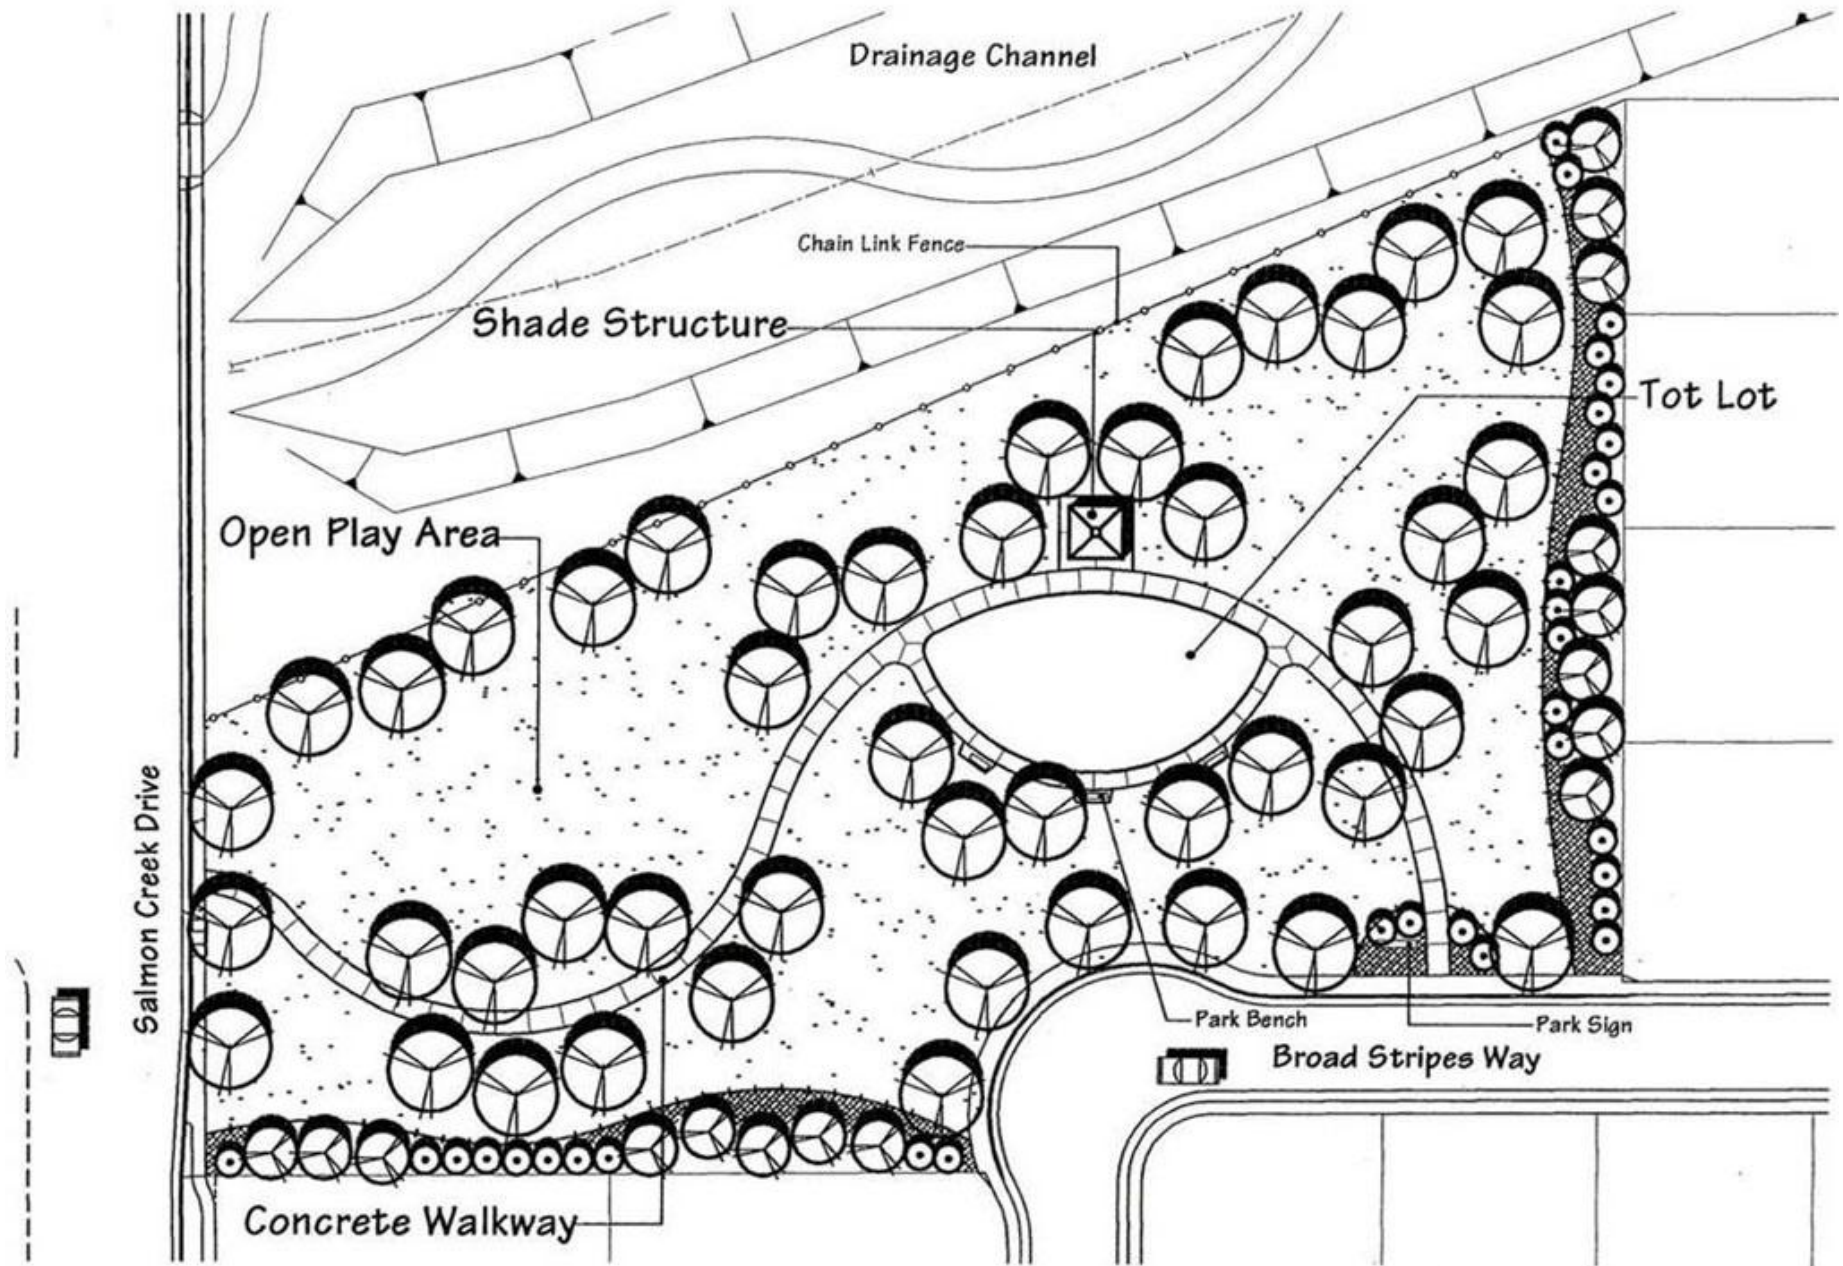 Drainage Channel
Chain Link Fence
Shade Structure
Tot Lot
Open Play Area
Salmon Creek Drive
Park Bench
Park Sign
Broad Stripes Way
Concrete Walkway